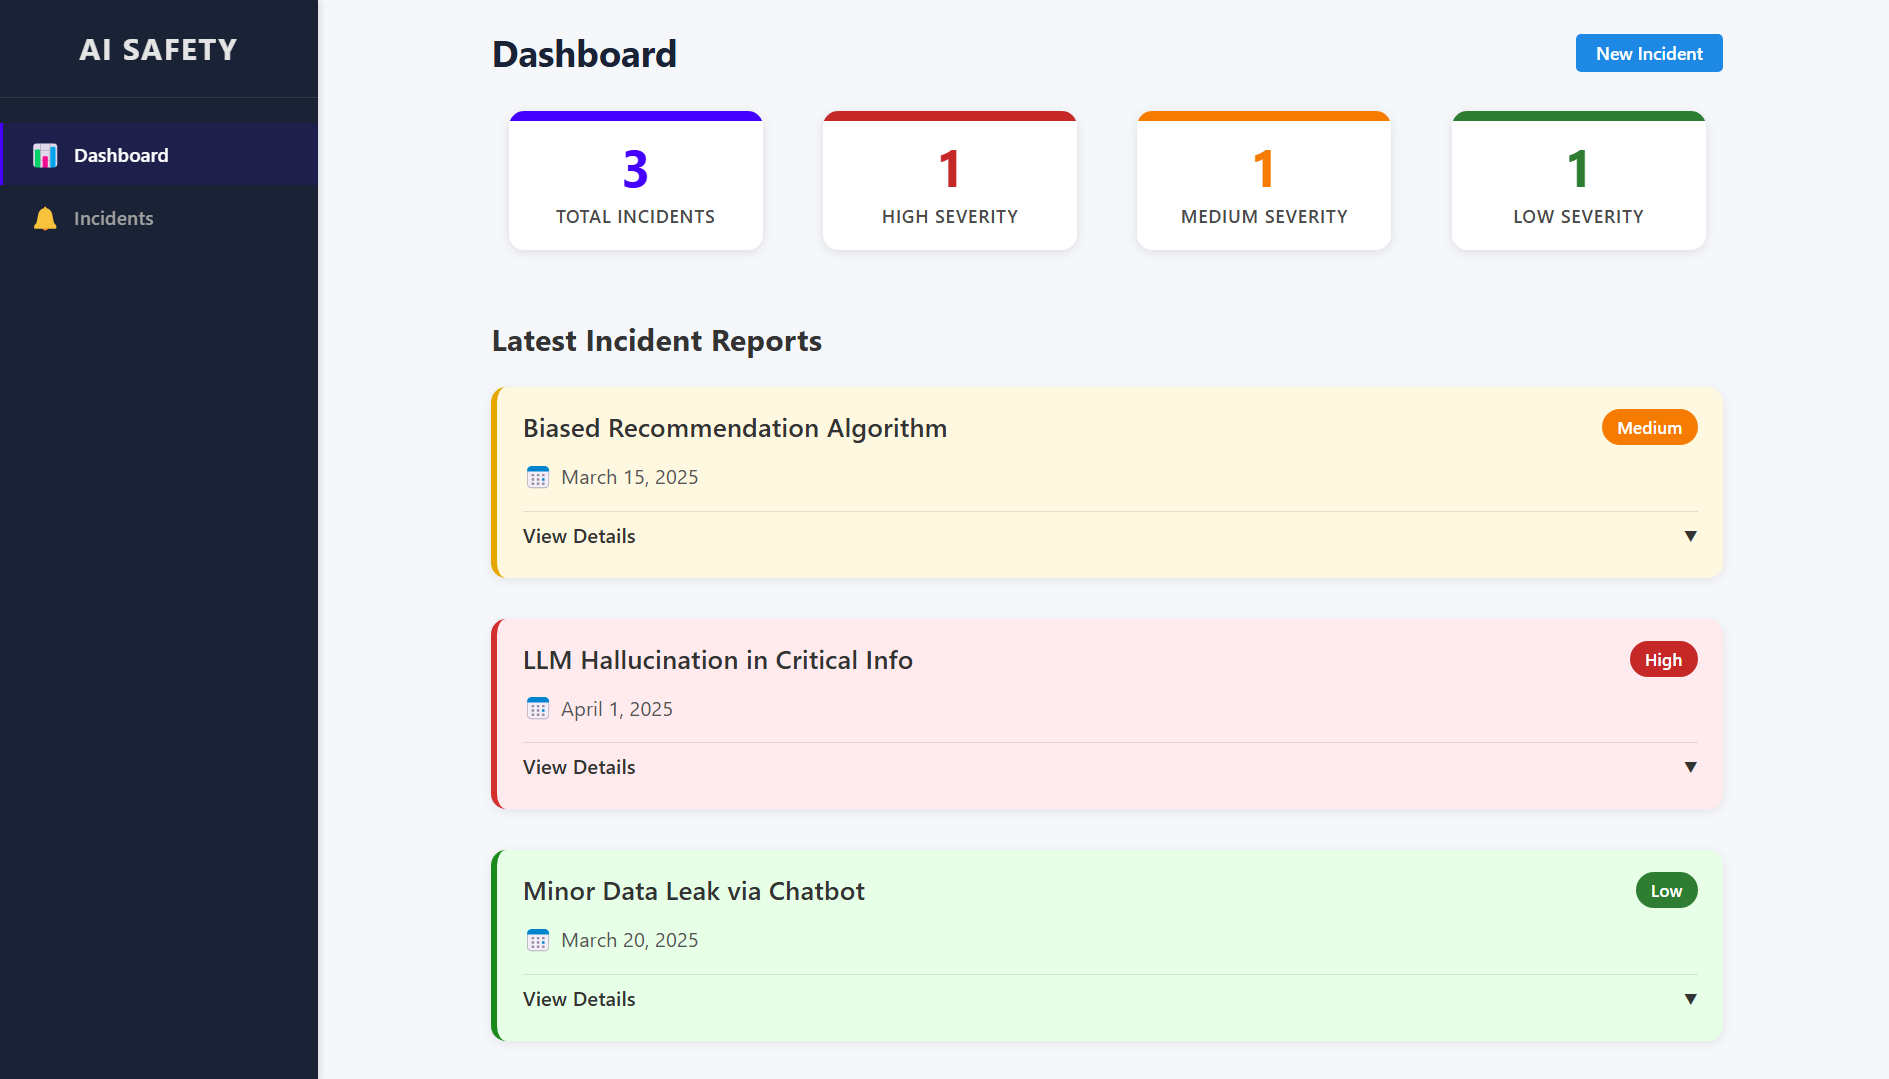 AI SAFETY
Dashboard
Incidents
Dashboard
New Incident
3
TOTAL INCIDENTS
1
HIGH SEVERITY
1
MEDIUM SEVERITY
1
LOW SEVERITY
Latest Incident Reports
Biased Recommendation Algorithm
Medium
March 15, 2025
View Details
LLM Hallucination in Critical Info
High
April 1, 2025
View Details
Minor Data Leak via Chatbot
Low
March 20, 2025
View Details